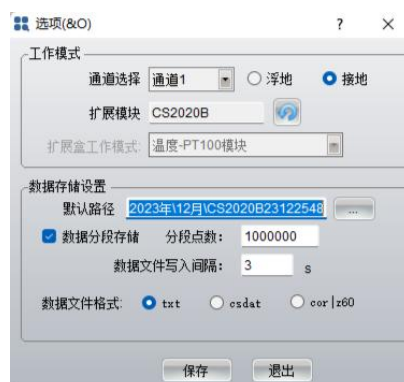 选项(&O) ? ×
工作模式
通道选择 通道1 浮地 接地
扩展模块 CS2020B
扩展盒工作模式: 温度-PT100模块
数据存储设置
默认路径 2023年\12月\CS2020B23122548 ...
数据分段存储 分段点数: 1000000
数据文件写入间隔: 3 s
数据文件格式: txt csdat cor|z60
保存 退出